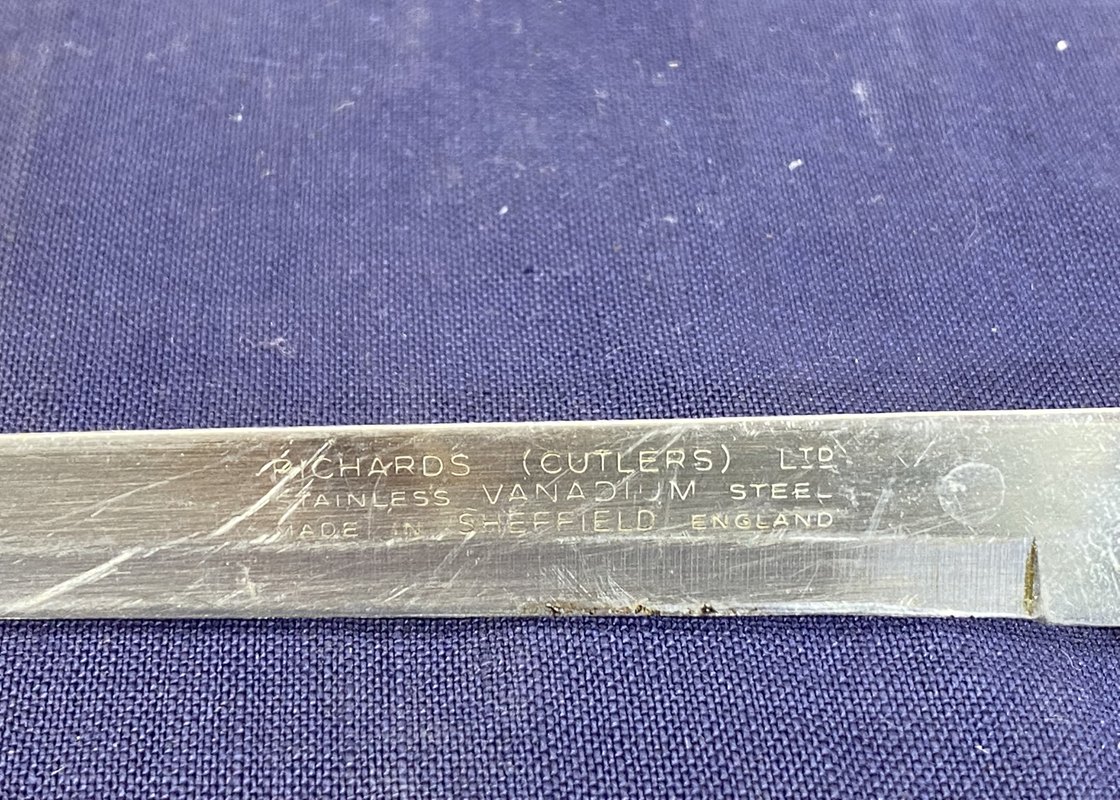 RICHARDS (CUTLERS) LTD
STAINLESS VANADIUM STEEL
MADE IN SHEFFIELD ENGLAND